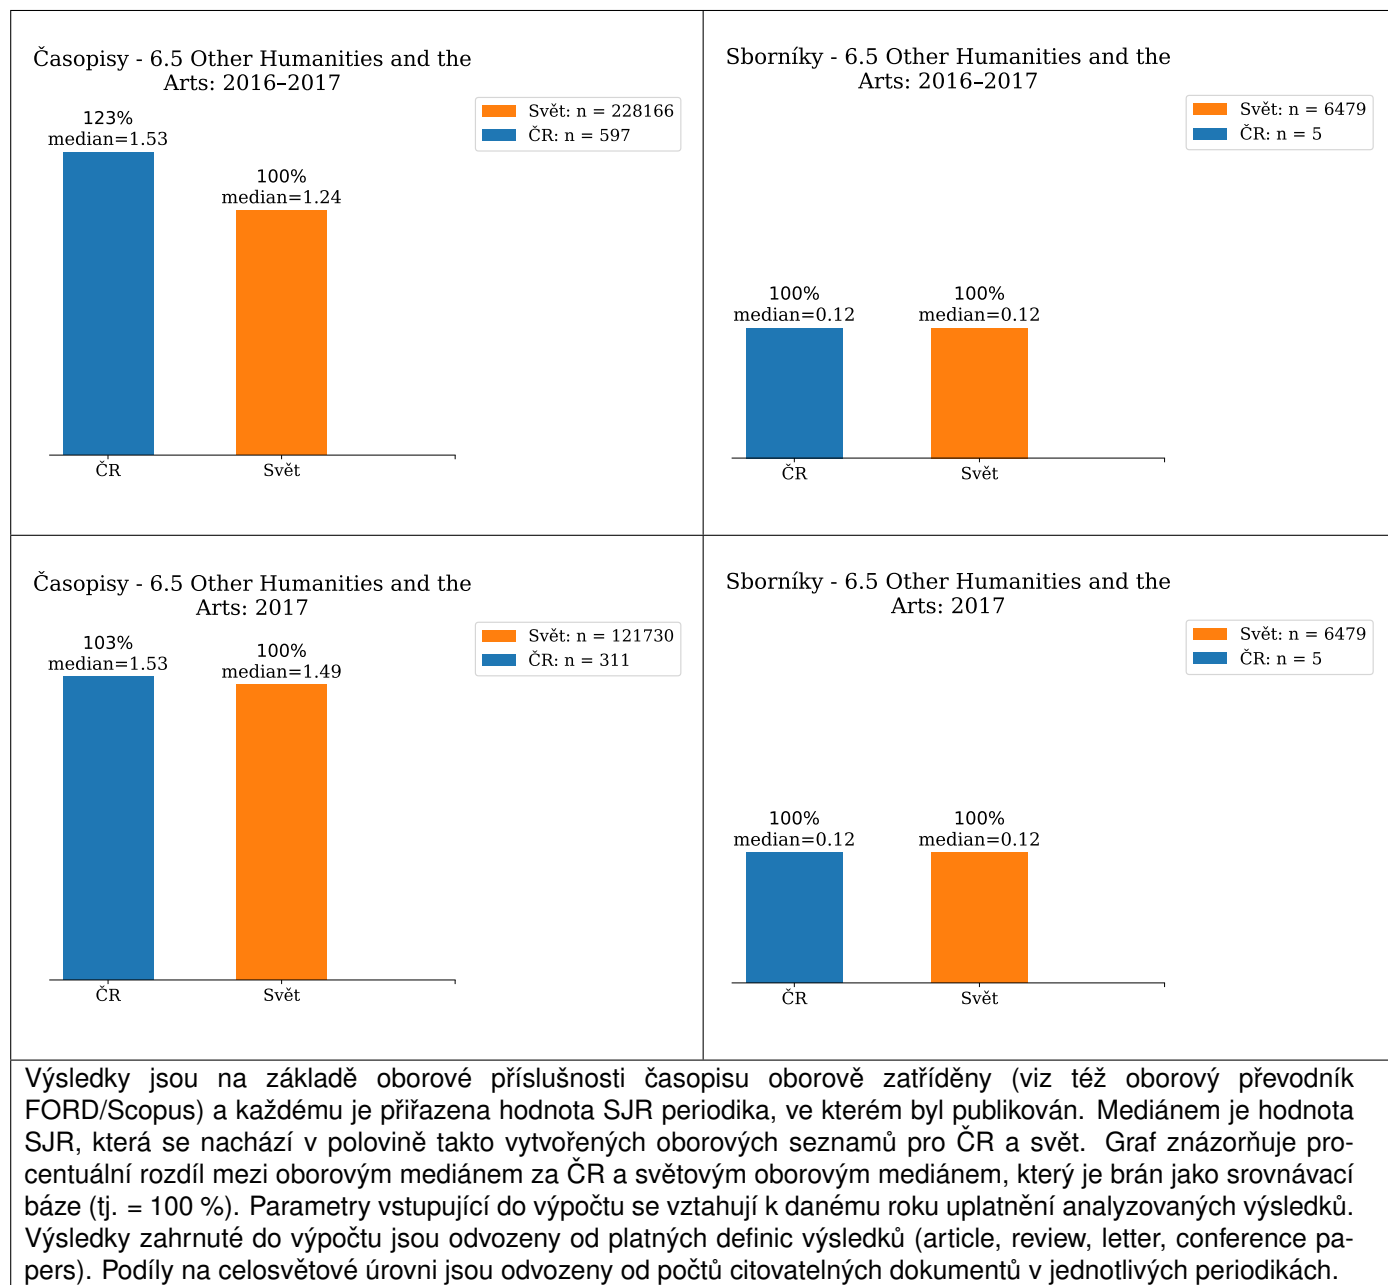 Časopisy - 6.5 Other Humanities and the
Arts: 2016–2017
Svět: n = 228166
ČR: n = 597
123%
median=1.53
100%
median=1.24
ČR
Svět
Sborníky - 6.5 Other Humanities and the
Arts: 2016–2017
Svět: n = 6479
ČR: n = 5
100%
median=0.12
100%
median=0.12
ČR
Svět
Časopisy - 6.5 Other Humanities and the
Arts: 2017
Svět: n = 121730
ČR: n = 311
103%
median=1.53
100%
median=1.49
ČR
Svět
Sborníky - 6.5 Other Humanities and the
Arts: 2017
Svět: n = 6479
ČR: n = 5
100%
median=0.12
100%
median=0.12
ČR
Svět
Výsledky jsou na základě oborové příslušnosti časopisu oborově zatříděny (viz též oborový převodník
FORD/Scopus) a každému je přiřazena hodnota SJR periodika, ve kterém byl publikován. Mediánem je hodnota
SJR, která se nachází v polovině takto vytvořených oborových seznamů pro ČR a svět. Graf znázorňuje pro-
centuální rozdíl mezi oborovým mediánem za ČR a světovým oborovým mediánem, který je brán jako srovnávací
báze (tj. = 100 %). Parametry vstupující do výpočtu se vztahují k danému roku uplatnění analyzovaných výsledků.
Výsledky zahrnuté do výpočtu jsou odvozeny od platných definic výsledků (article, review, letter, conference pa-
pers). Podíly na celosvětové úrovni jsou odvozeny od počtů citovatelných dokumentů v jednotlivých periodikách.